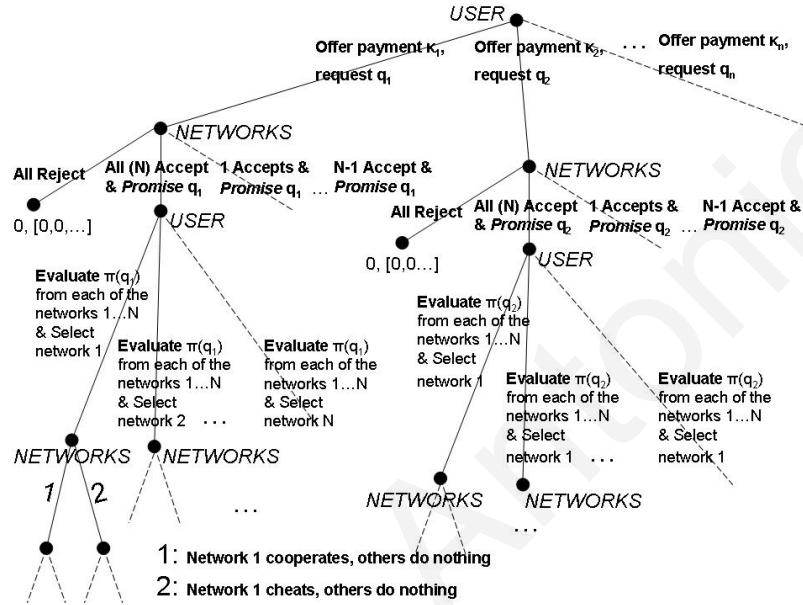 USER
Offer payment κ1,
request q1
Offer payment κ2,
request q2
... Offer payment κn,
request qn
NETWORKS
All Reject
All (N) Accept
& Promise q1
1 Accepts &
Promise q1
... N-1 Accept &
Promise q1
0, [0,0,...]
USER
NETWORKS
All Reject
All (N) Accept
& Promise q2
1 Accepts &
Promise q2
... N-1 Accept &
Promise q2
0, [0,0...]
USER
Evaluate π(q1)
from each of the
networks 1...N
& Select
network 1
Evaluate π(q1)
from each of the
networks 1...N
& Select
network 2
...
Evaluate π(q1)
from each of the
networks 1...N
& Select
network N
Evaluate π(q2)
from each of the
networks 1...N
& Select
network 1
Evaluate π(q2)
from each of the
networks 1...N
& Select
network 1
...
Evaluate π(q2)
from each of the
networks 1...N
& Select
network 1
NETWORKS
NETWORKS
NETWORKS
NETWORKS
1
2
...
...
1: Network 1 cooperates, others do nothing
2: Network 1 cheats, others do nothing
Antonio